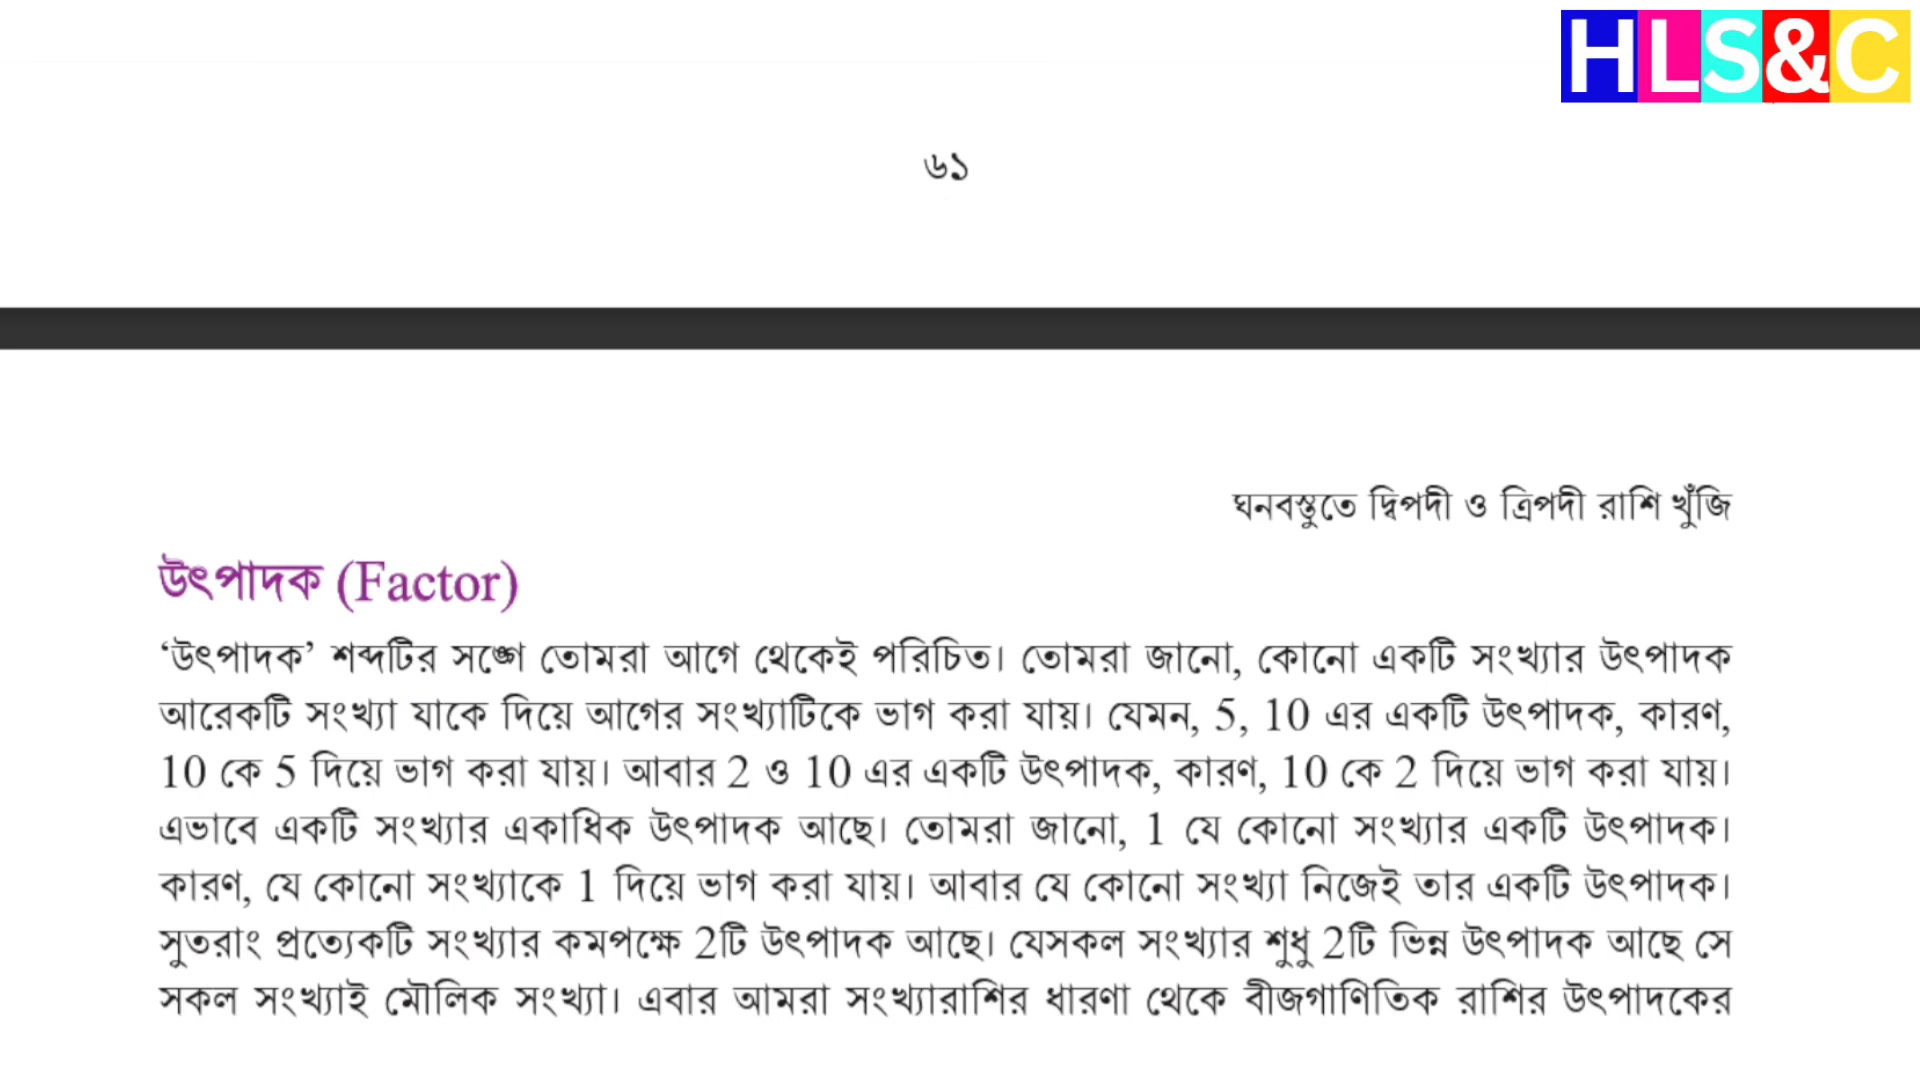 HLS&C
৬১
ঘনবস্তুতে দ্বিপদী ও ত্রিপদী রাশি খুঁজি
উৎপাদক (Factor)
‘উৎপাদক’ শব্দটির সঙ্গে তোমরা আগে থেকেই পরিচিত। তোমরা জানো, কোনো একটি সংখ্যার উৎপাদক
আরেকটি সংখ্যা যাকে দিয়ে আগের সংখ্যাটিকে ভাগ করা যায়। যেমন, 5, 10 এর একটি উৎপাদক, কারণ,
10 কে 5 দিয়ে ভাগ করা যায়। আবার 2 ও 10 এর একটি উৎপাদক, কারণ, 10 কে 2 দিয়ে ভাগ করা যায়।
এভাবে একটি সংখ্যার একাধিক উৎপাদক আছে। তোমরা জানো, 1 যে কোনো সংখ্যার একটি উৎপাদক।
কারণ, যে কোনো সংখ্যাকে 1 দিয়ে ভাগ করা যায়। আবার যে কোনো সংখ্যা নিজেই তার একটি উৎপাদক।
সুতরাং প্রত্যেকটি সংখ্যার কমপক্ষে 2টি উৎপাদক আছে। যেসকল সংখ্যার শুধু 2টি ভিন্ন উৎপাদক আছে সে
সকল সংখ্যাই মৌলিক সংখ্যা। এবার আমরা সংখ্যারাশির ধারণা থেকে বীজগাণিতিক রাশির উৎপাদকের